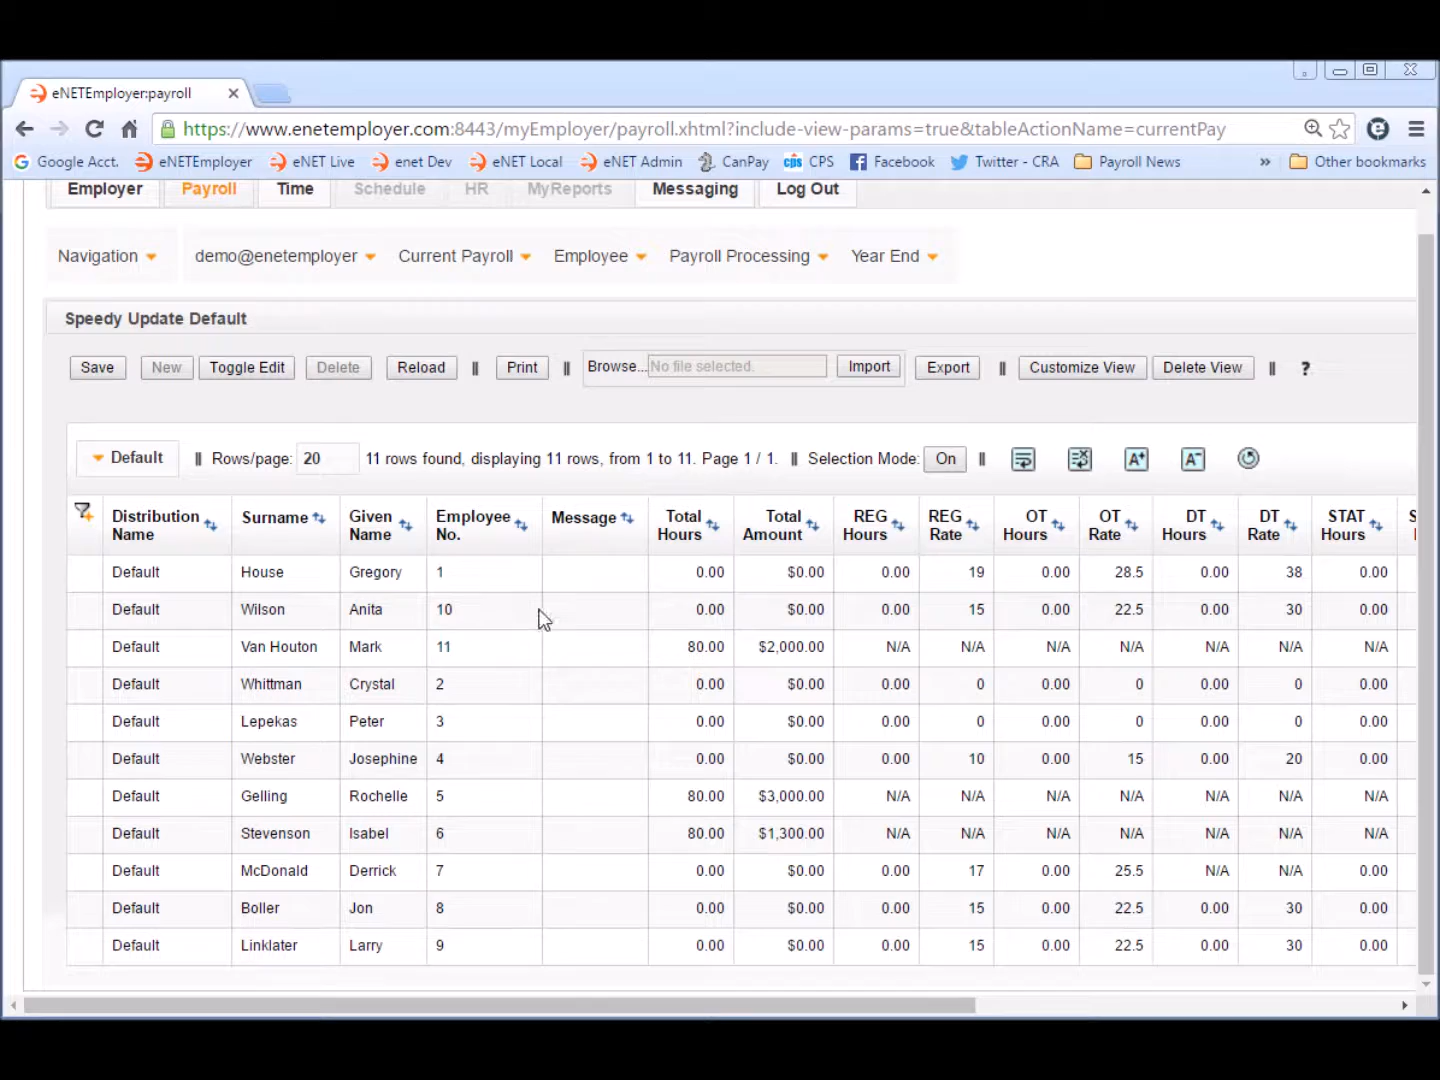 eNETEmployer:payroll
https://www.enetemployer.com:8443/myEmployer/payroll.xhtml?include-view-params=true&tableActionName=currentPay
Google Acct. eNETEmployer eNET Live enet Dev eNET Local eNET Admin CanPay cps CPS Facebook Twitter - CRA Payroll News » Other bookmarks
Employer Payroll Time Schedule HR MyReports Messaging Log Out
Navigation demo@enetemployer Current Payroll Employee Payroll Processing Year End
Speedy Update Default
Save New Toggle Edit Delete Reload Print Browse... No file selected. Import Export Customize View Delete View ?
Default Rows/page: 20 11 rows found, displaying 11 rows, from 1 to 11. Page 1 / 1. Selection Mode: On A+ A-
Distribution Name Surname Given Name Employee No. Message Total Hours Total Amount REG Hours REG Rate OT Hours OT Rate DT Hours DT Rate STAT Hours
Default House Gregory 1 0.00 $0.00 0.00 19 0.00 28.5 0.00 38 0.00
Default Wilson Anita 10 0.00 $0.00 0.00 15 0.00 22.5 0.00 30 0.00
Default Van Houton Mark 11 80.00 $2,000.00 N/A N/A N/A N/A N/A N/A N/A
Default Whittman Crystal 2 0.00 $0.00 0.00 0 0.00 0 0.00 0 0.00
Default Lepekas Peter 3 0.00 $0.00 0.00 0 0.00 0 0.00 0 0.00
Default Webster Josephine 4 0.00 $0.00 0.00 10 0.00 15 0.00 20 0.00
Default Gelling Rochelle 5 80.00 $3,000.00 N/A N/A N/A N/A N/A N/A N/A
Default Stevenson Isabel 6 80.00 $1,300.00 N/A N/A N/A N/A N/A N/A N/A
Default McDonald Derrick 7 0.00 $0.00 0.00 17 0.00 25.5 N/A N/A 0.00
Default Boller Jon 8 0.00 $0.00 0.00 15 0.00 22.5 0.00 30 0.00
Default Linklater Larry 9 0.00 $0.00 0.00 15 0.00 22.5 0.00 30 0.00